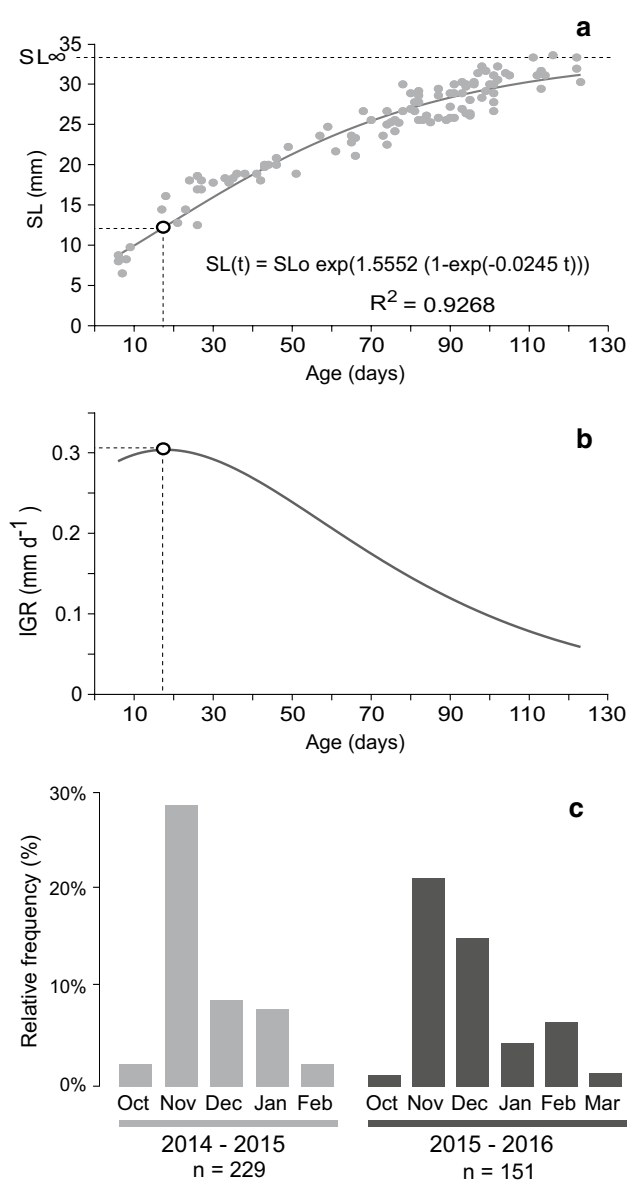 a
SL∞
35
30
25
20
15
10
5
0
SL (mm)
SL(t) = SLo exp(1.5552 (1-exp(-0.0245 t)))
R² = 0.9268
10 30 50 70 90 110 130
Age (days)
b
0.3
0.2
0.1
0
IGR (mm d⁻¹ )
10 30 50 70 90 110 130
Age (days)
c
30%
20%
10%
0%
Relative frequency (%)
Oct Nov Dec Jan Feb Oct Nov Dec Jan Feb Mar
2014 - 2015 2015 - 2016
n = 229 n = 151